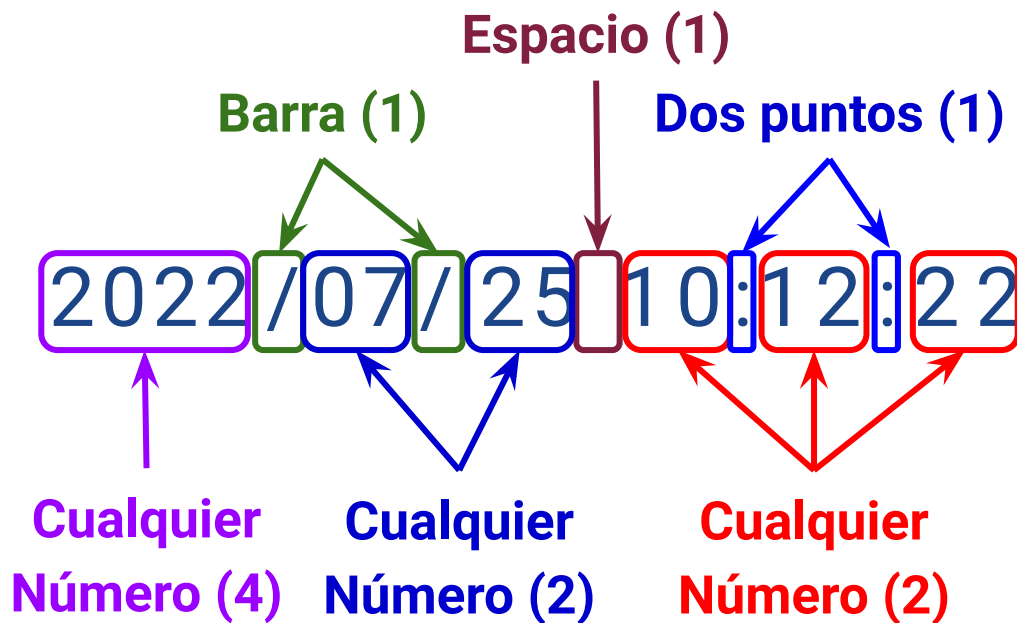 Espacio (1)
Barra (1)
Dos puntos (1)
2022/07/25 10:12:22
Cualquier
Número (4)
Cualquier
Número (2)
Cualquier
Número (2)